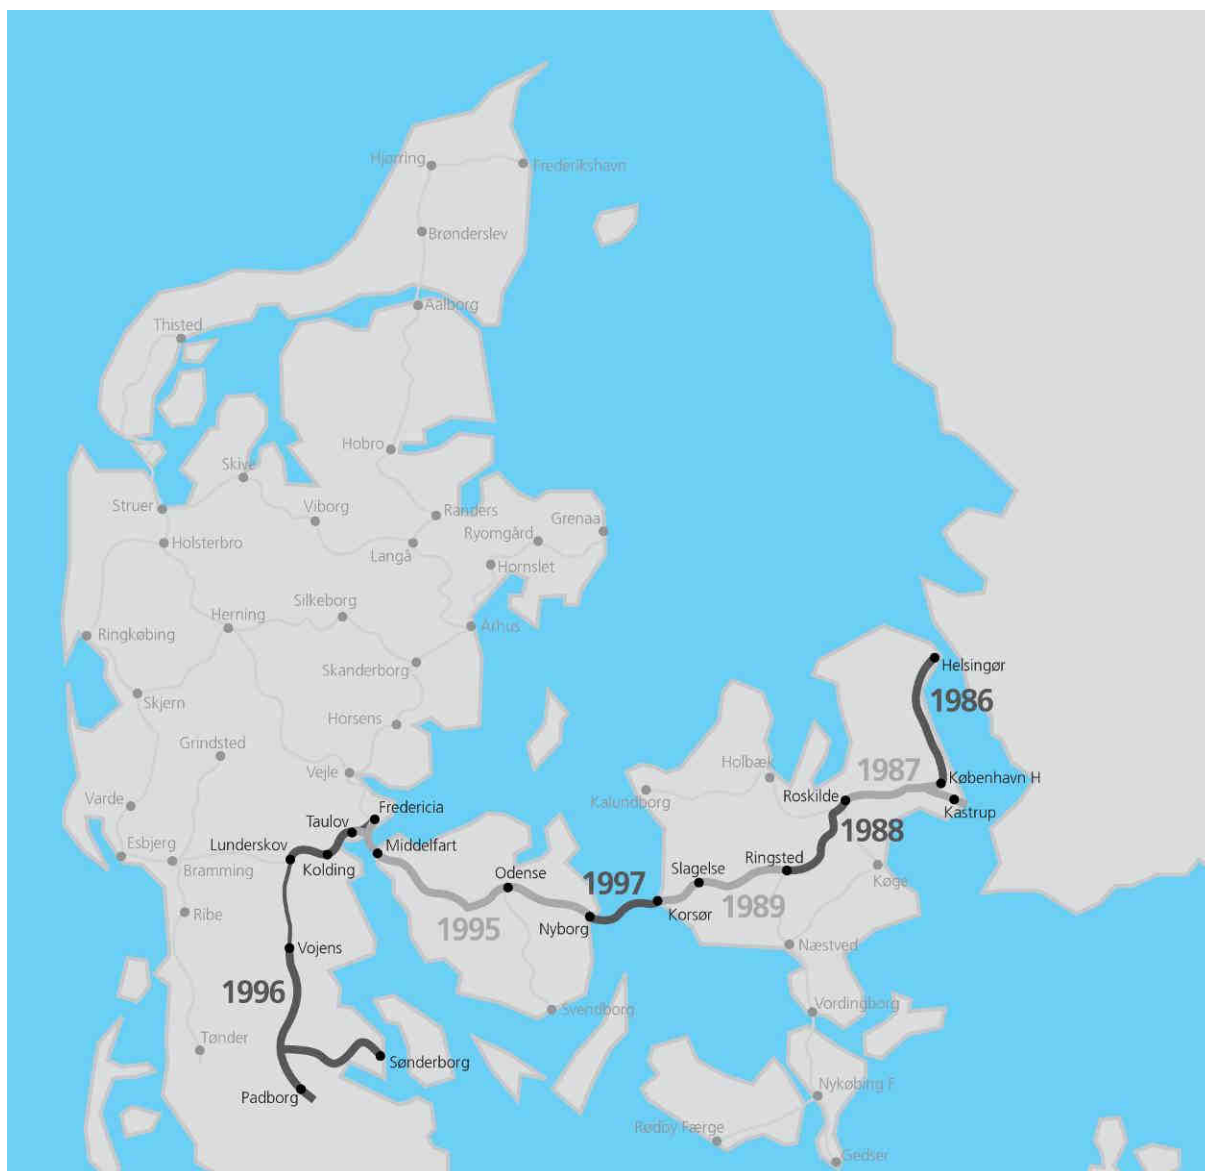 Hjørring
Frederikshavn
Brønderslev
Aalborg
Thisted
Hobro
Skive
Struer
Viborg
Randers
Grenaa
Ryomgård
Holsterbro
Langå
Hornslet
Silkeborg
Herning
Århus
Ringkøbing
Skanderborg
Helsingør
Skjern
1986
Horsens
Grindsted
Holbæk
1987
Vejle
København H
Varde
Kalundborg
Roskilde
Fredericia
Kastrup
Taulov
1988
Esbjerg
Lunderskov
Middelfart
Ringsted
Bramming
Kolding
Slagelse
Odense
1997
Køge
Ribe
1989
Korsør
Nyborg
1995
Vojens
Næstved
1996
Svendborg
Vordingborg
Tønder
Sønderborg
Nykøbing F
Padborg
Rødby Færge
Gedser